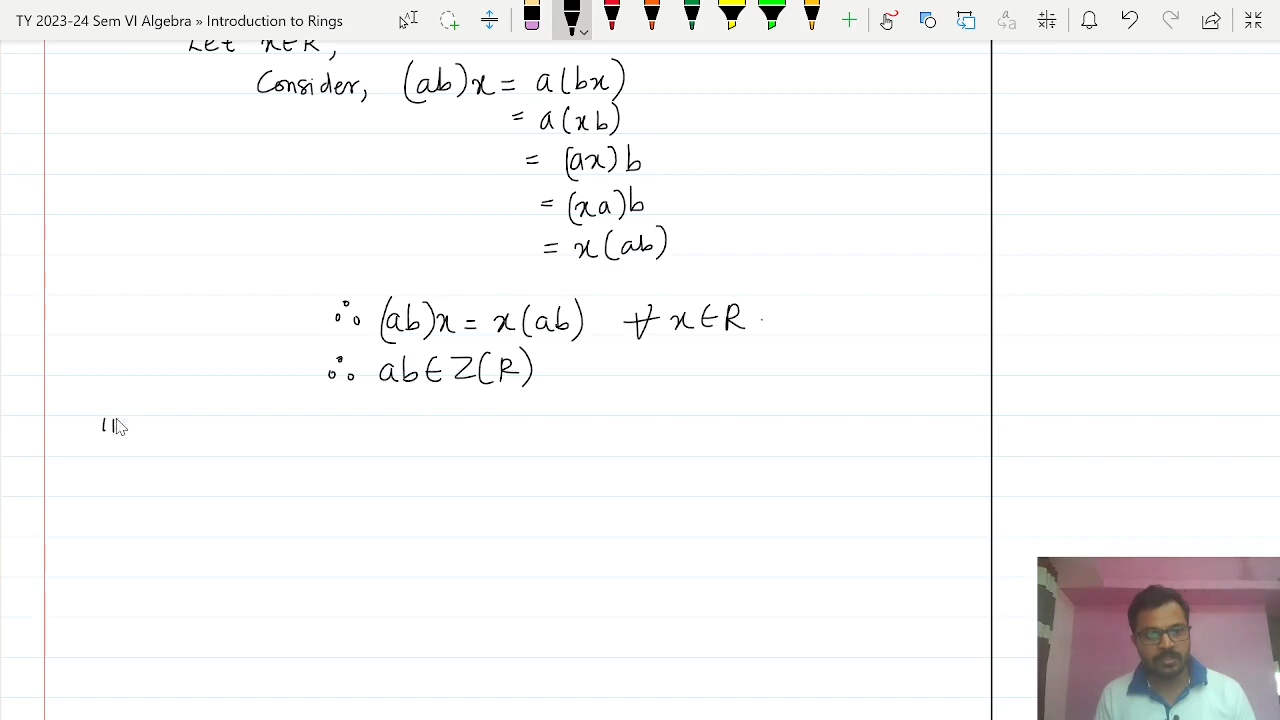 TY 2023-24 Sem VI Algebra » Introduction to Rings
Let x∈R,
Consider, (ab)x = a(bx)
= a(xb)
= (ax)b
= (xa)b
= x(ab)
∴ (ab)x = x(ab) ∀ x∈R.
∴ ab∈Z(R)